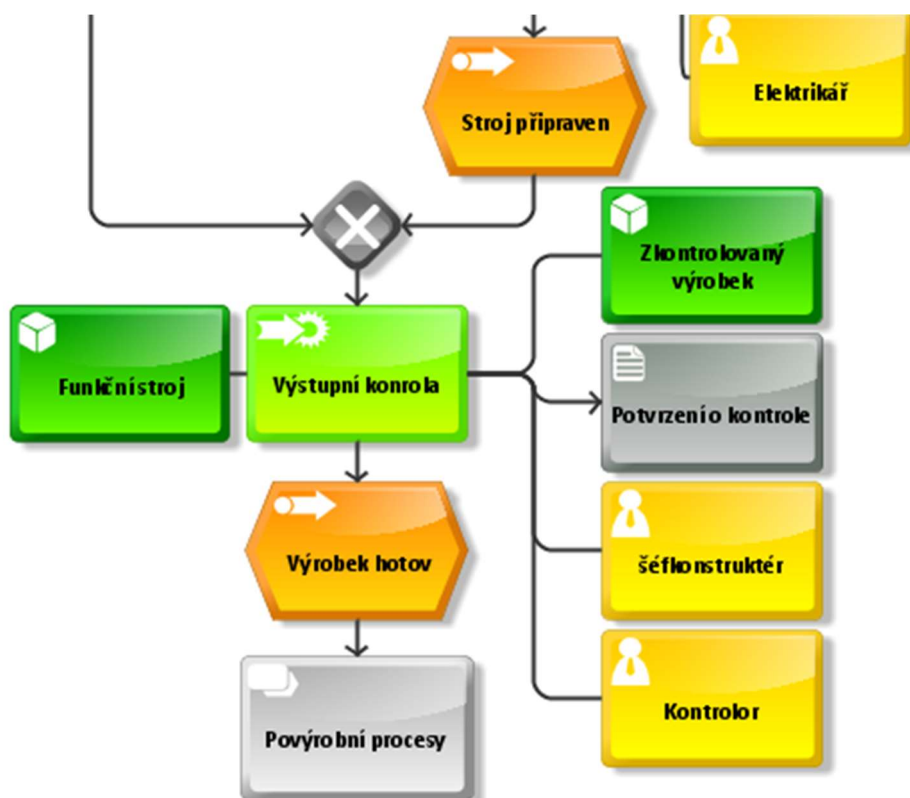 Elektrikář
Stroj připraven
Zkontrolovaný
výrobek
Funkční stroj
Výstupní konrola
Potvrzení o kontrole
Výrobek hotov
šéfkonstruktér
Povýrobní procesy
Kontrolor